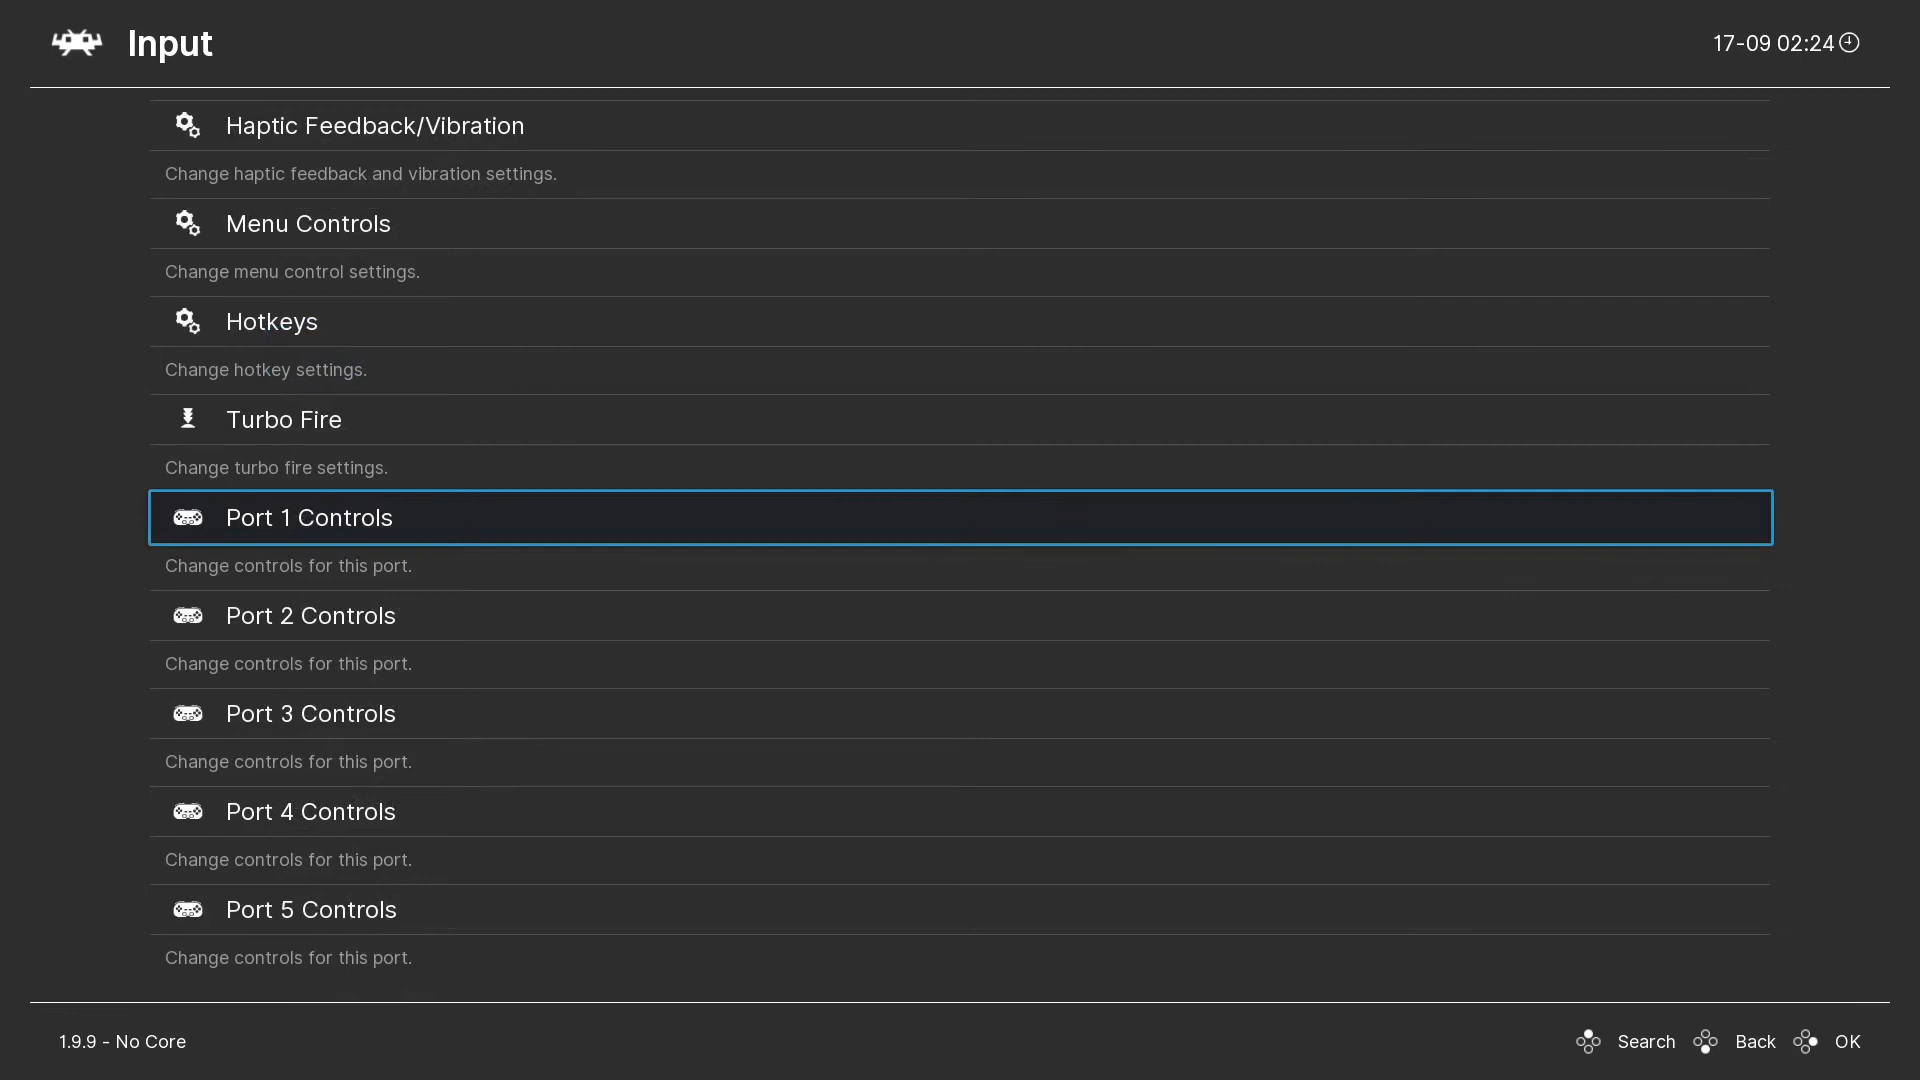 Input
17-09 02:24
Haptic Feedback/Vibration
Change haptic feedback and vibration settings.
Menu Controls
Change menu control settings.
Hotkeys
Change hotkey settings.
Turbo Fire
Change turbo fire settings.
Port 1 Controls
Change controls for this port.
Port 2 Controls
Change controls for this port.
Port 3 Controls
Change controls for this port.
Port 4 Controls
Change controls for this port.
Port 5 Controls
Change controls for this port.
1.9.9 - No Core
Search Back OK